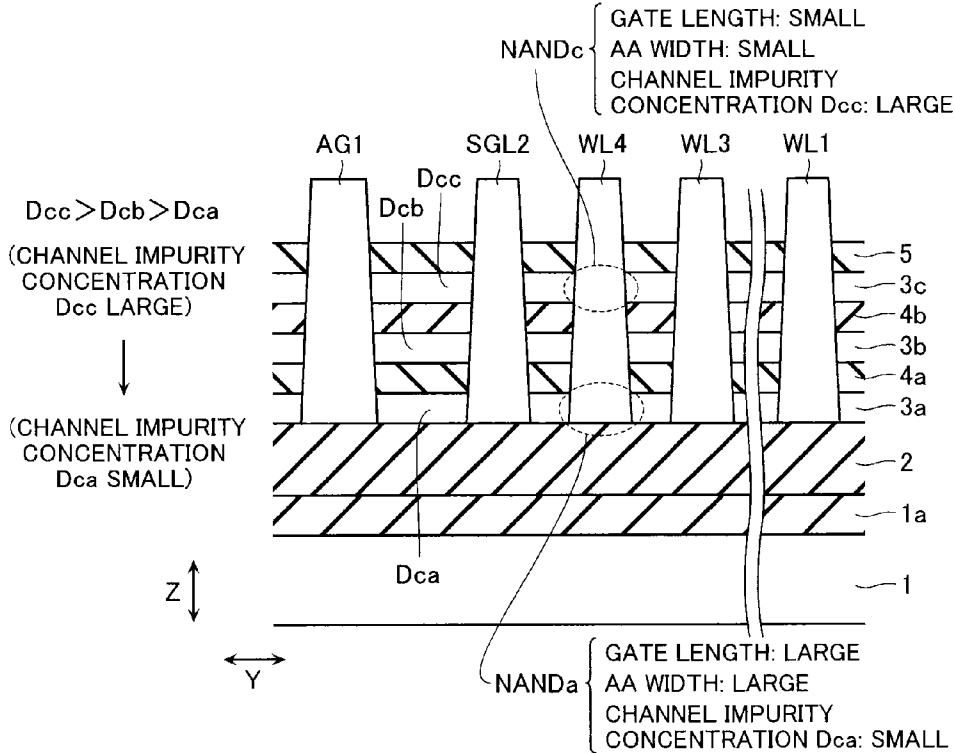 GATE LENGTH: SMALL
NANDc
AA WIDTH: SMALL
CHANNEL IMPURITY
CONCENTRATION Dcc: LARGE
AG1
SGL2
WL4
WL3
WL1
Dcc
Dcb
Dcc＞Dcb＞Dca
(CHANNEL IMPURITY
CONCENTRATION
Dcc LARGE)
5
3c
4b
3b
4a
3a
(CHANNEL IMPURITY
CONCENTRATION
Dca SMALL)
2
1a
Dca
Z
1
Y
NANDa
GATE LENGTH: LARGE
AA WIDTH: LARGE
CHANNEL IMPURITY
CONCENTRATION Dca: SMALL